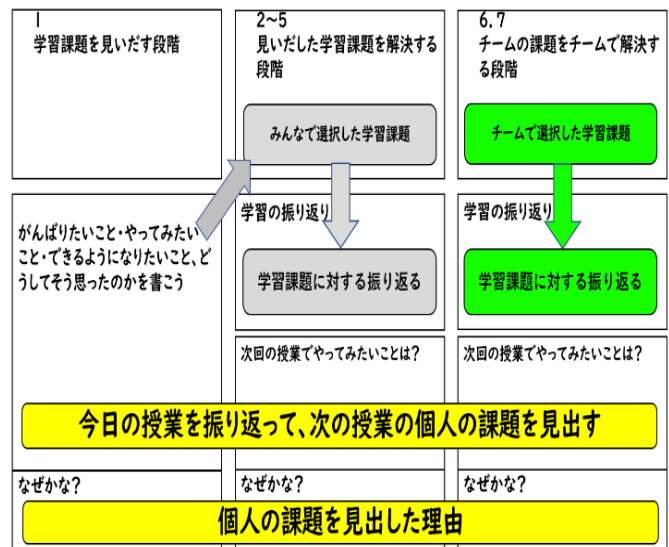 1
学習課題を見いだす段階
がんばりたいこと・やってみたい
こと・できるようになりたいこと、ど
うしてそう思ったのかを書こう
2~5
見いだした学習課題を解決する
段階
みんなで選択した学習課題
学習の振り返り
学習課題に対する振り返る
次回の授業でやってみたいことは?
6.7
チームの課題をチームで解決す
る段階
チームで選択した学習課題
学習の振り返り
学習課題に対する振り返る
次回の授業でやってみたいことは?
今日の授業を振り返って、次の授業の個人の課題を見出す
なぜかな?
なぜかな?
なぜかな?
個人の課題を見出した理由